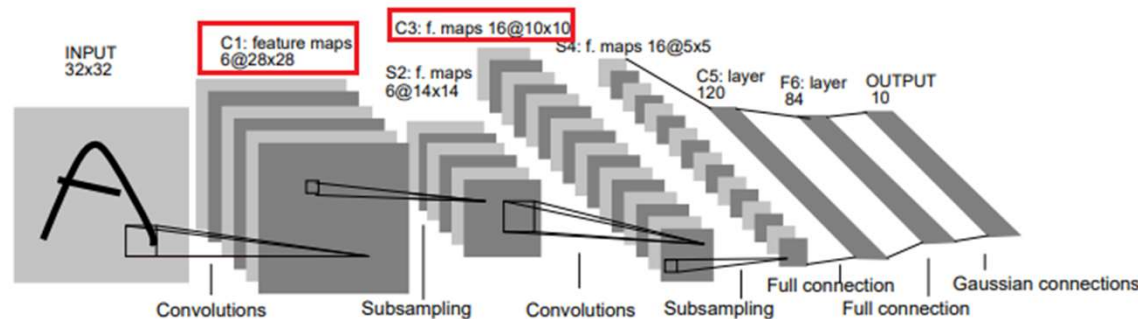 INPUT
32x32
C1: feature maps
6@28x28
S2: f. maps
6@14x14
C3: f. maps 16@10x10
S4: f. maps 16@5x5
C5: layer
120
F6: layer
84
OUTPUT
10
Convolutions
Subsampling
Convolutions
Subsampling
Full connection
Full connection
Gaussian connections